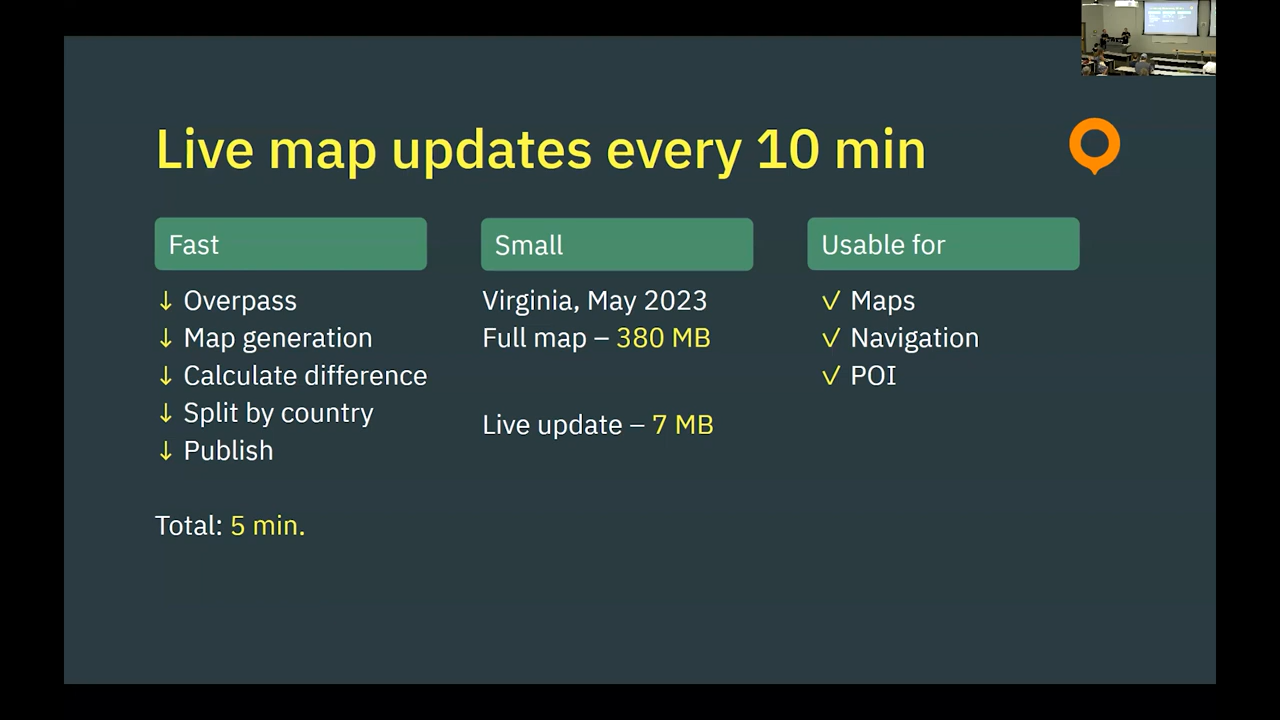 Live map updates every 10 min
Fast
↓ Overpass
↓ Map generation
↓ Calculate difference
↓ Split by country
↓ Publish
Total: 5 min.
Small
Virginia, May 2023
Full map – 380 MB
Live update – 7 MB
Usable for
✓ Maps
✓ Navigation
✓ POI